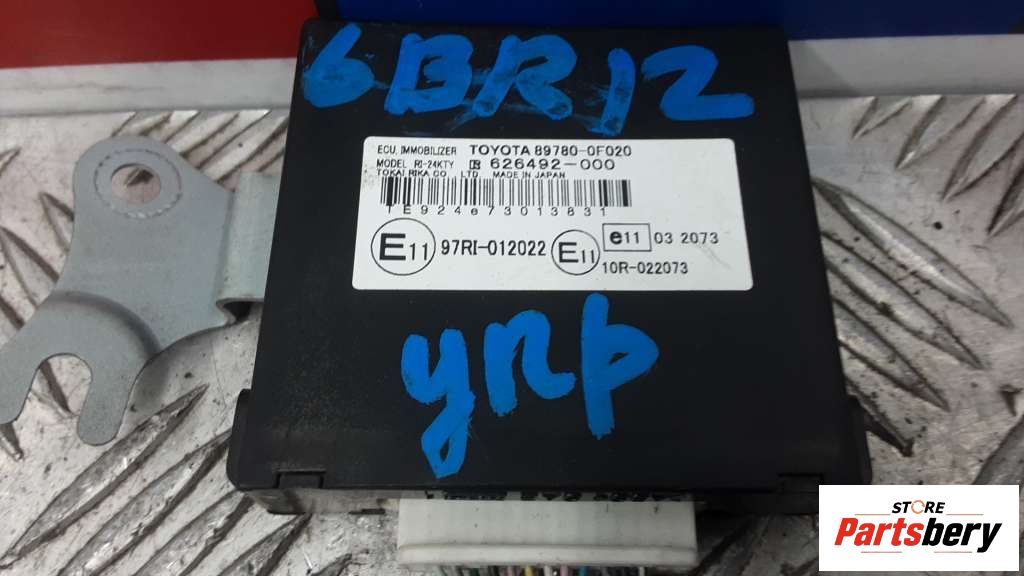 6BR12
ECU, IMMOBILIZER TOYOTA 89780-0F020
MODEL RI-24KTY 626492-000
TOKAI RIKA CO., LTD. MADE IN JAPAN
TE924e73013831
E11 97RI-012022 E11 e11 03 2073
10R-022073
ynp
STORE
Partsbery